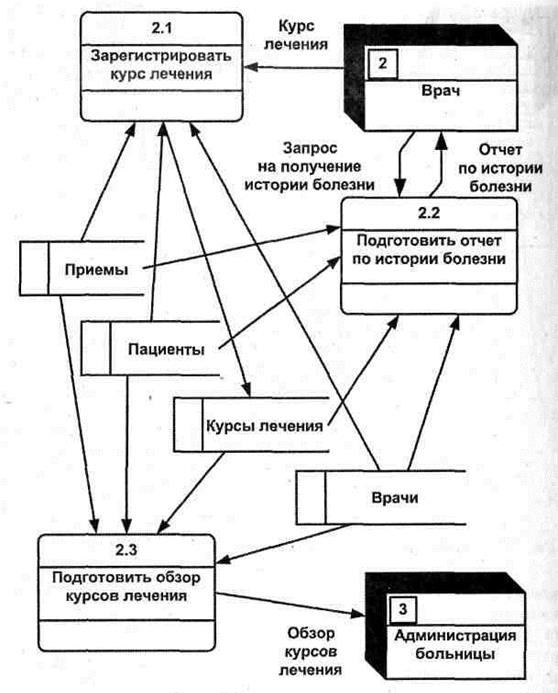 2.1
Зарегистрировать
курс лечения
Курс
лечения
2
Врач
Запрос
на получение
истории болезни
Отчет
по истории
болезни
2.2
Подготовить отчет
по истории болезни
Приемы
Пациенты
Курсы лечения
Врачи
2.3
Подготовить обзор
курсов лечения
Обзор
курсов
лечения
3
Администрация
больницы